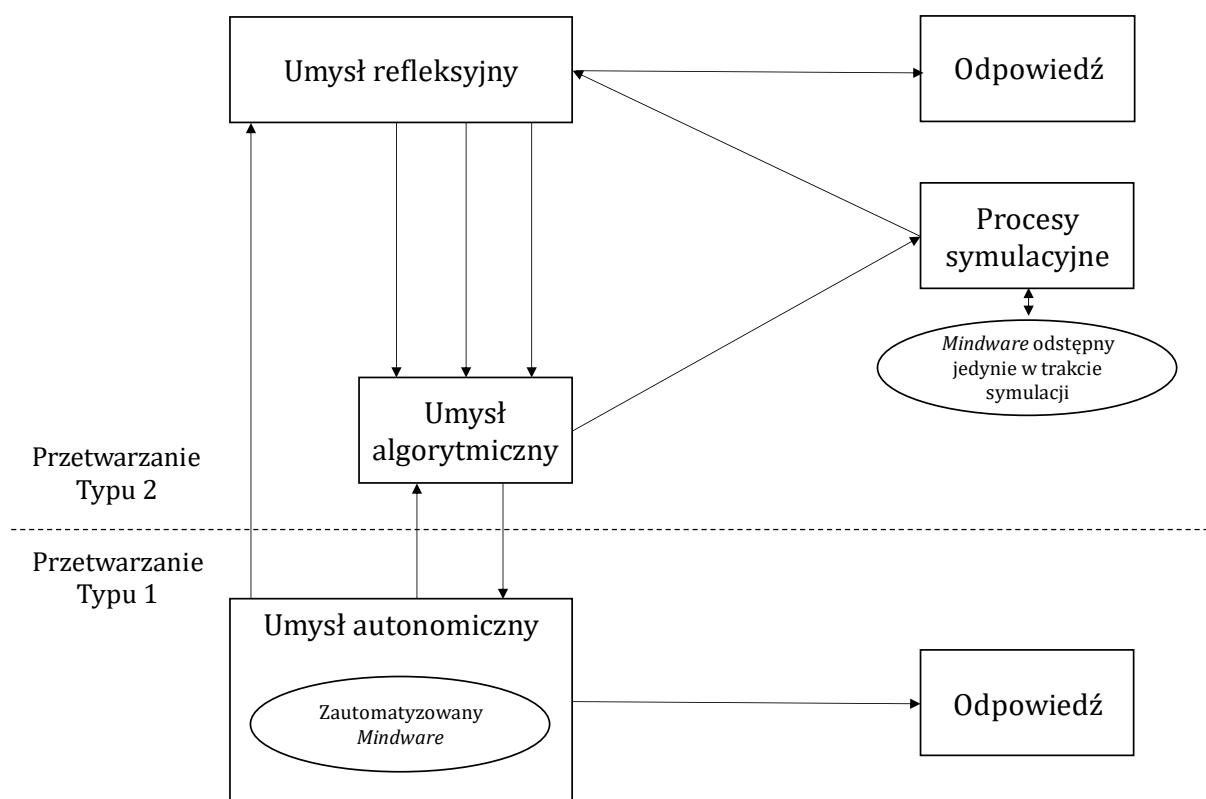 Umysł refleksyjny
Odpowiedź
Procesy
symulacyjne
Mindware odstępny
jedynie w trakcie
symulacji
Umysł
algorytmiczny
Przetwarzanie
Typu 2
Przetwarzanie
Typu 1
Umysł autonomiczny
Zautomatyzowany
Mindware
Odpowiedź